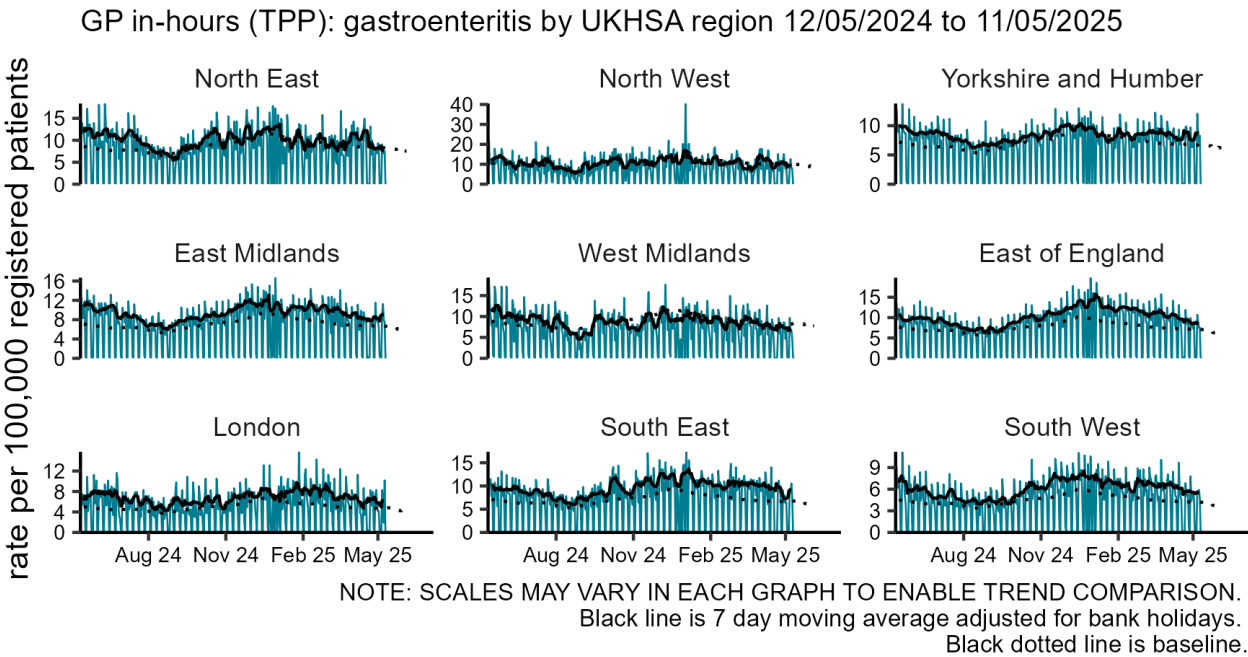 GP in-hours (TPP): gastroenteritis by UKHSA region 12/05/2024 to 11/05/2025
rate per 100,000 registered patients
North East
15
10
5
0
North West
40
30
20
10
0
Yorkshire and Humber
10
5
0
East Midlands
16
12
8
4
0
West Midlands
15
10
5
0
East of England
15
10
5
0
London
12
8
4
0
South East
15
10
5
0
South West
9
6
3
0
Aug 24 Nov 24 Feb 25 May 25
Aug 24 Nov 24 Feb 25 May 25
Aug 24 Nov 24 Feb 25 May 25
NOTE: SCALES MAY VARY IN EACH GRAPH TO ENABLE TREND COMPARISON.
Black line is 7 day moving average adjusted for bank holidays.
Black dotted line is baseline.